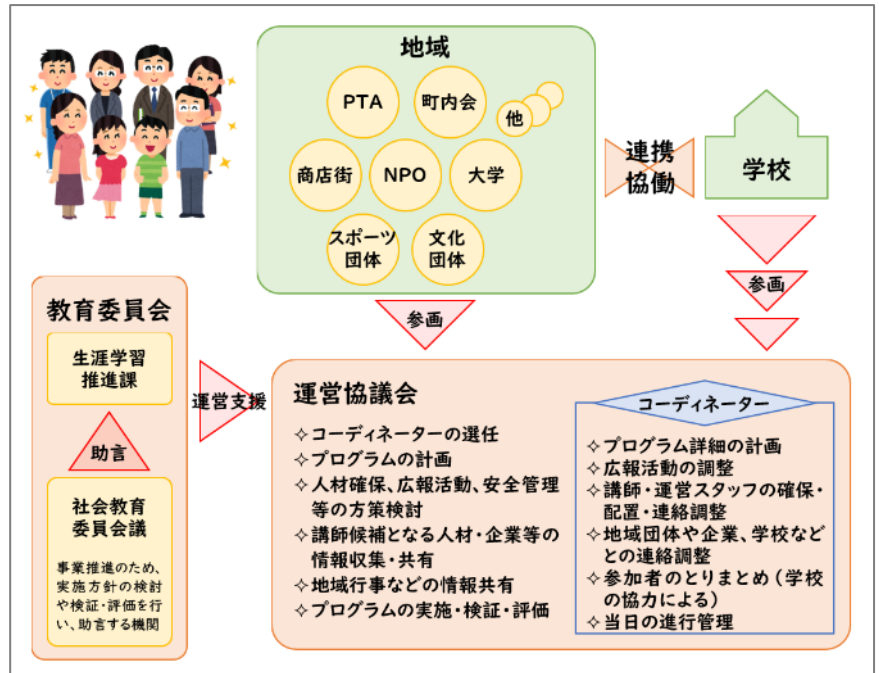 地域
PTA
町内会
他
商店街
NPO
大学
スポーツ
団体
文化
団体
連携
協働
学校
参画
参画
教育委員会
生涯学習
推進課
助言
社会教育
委員会議
事業推進のため、
実施方針の検討
や検証・評価を行
い、助言する機関
運営支援
運営協議会
✧コーディネーターの選任
✧プログラムの計画
✧人材確保、広報活動、安全管理
等の方策検討
✧講師候補となる人材・企業等の
情報収集・共有
✧地域行事などの情報共有
✧プログラムの実施・検証・評価
コーディネーター
✧プログラム詳細の計画
✧広報活動の調整
✧講師・運営スタッフの確保・
配置・連絡調整
✧地域団体や企業、学校など
との連絡調整
✧参加者のとりまとめ（学校
の協力による）
✧当日の進行管理